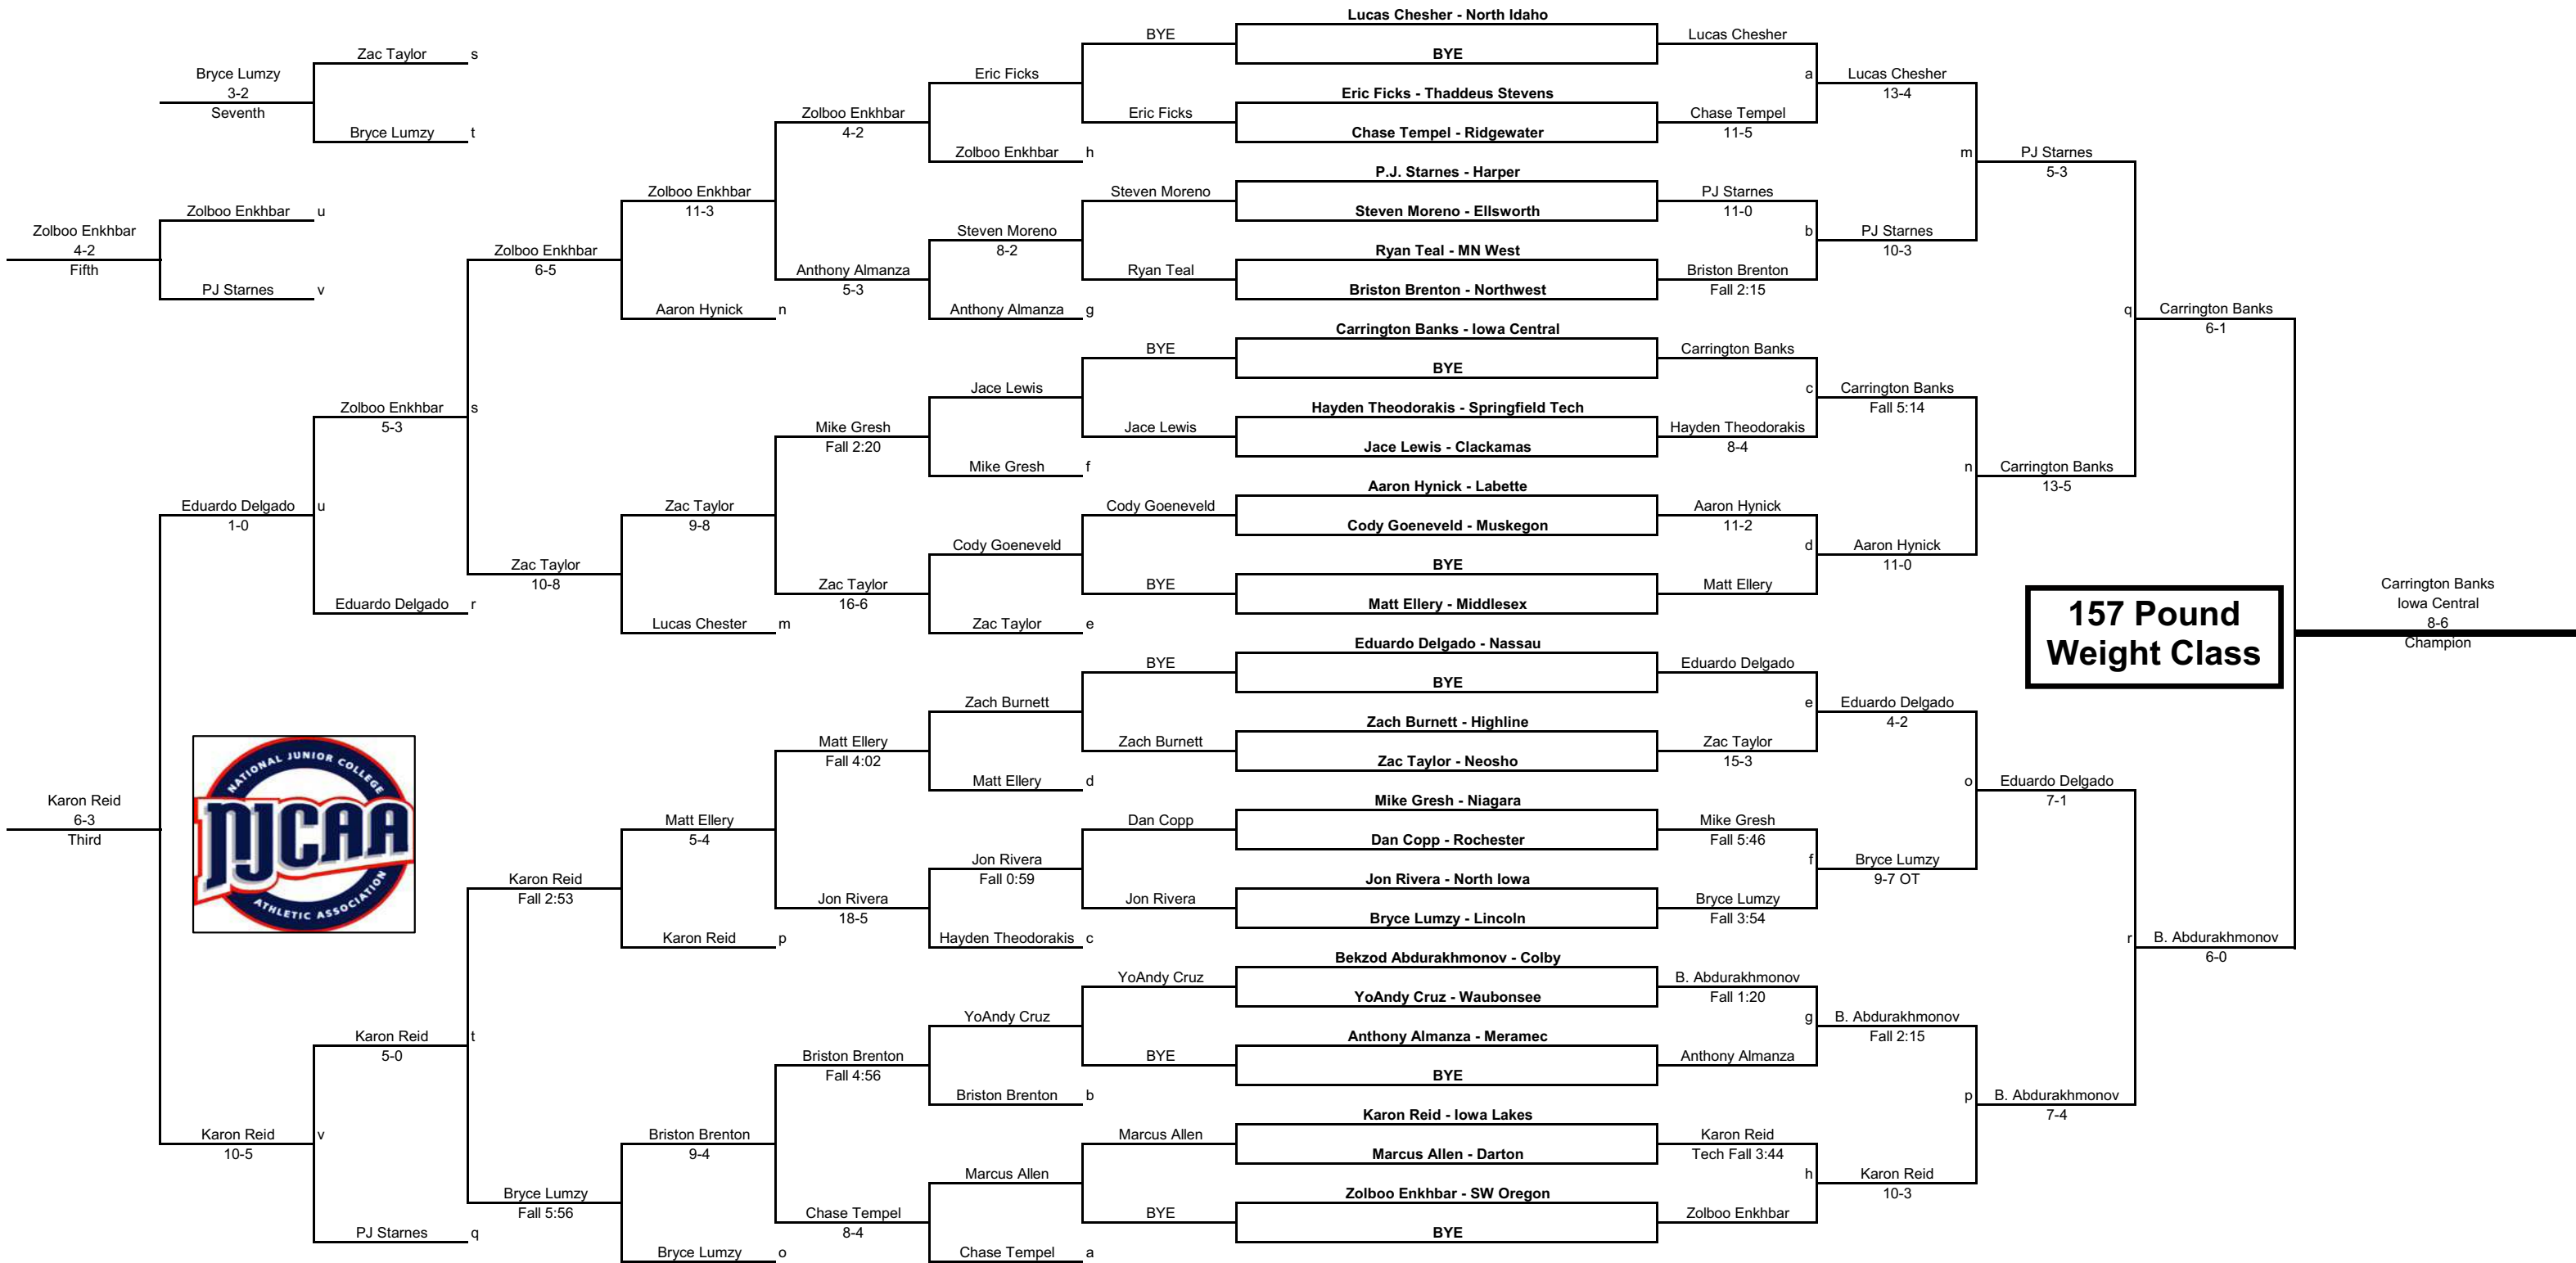 Lucas Chesher - North Idaho
BYE
Eric Ficks - Thaddeus Stevens
Chase Tempel - Ridgewater
P.J. Starnes - Harper
Steven Moreno - Ellsworth
Ryan Teal - MN West
Briston Brenton - Northwest
Carrington Banks - Iowa Central
BYE
Hayden Theodorakis - Springfield Tech
Jace Lewis - Clackamas
Aaron Hynick - Labette
Cody Goeneveld - Muskegon
BYE
Matt Ellery - Middlesex
Eduardo Delgado - Nassau
BYE
Zach Burnett - Highline
Zac Taylor - Neosho
Mike Gresh - Niagara
Dan Copp - Rochester
Jon Rivera - North Iowa
Bryce Lumzy - Lincoln
Bekzod Abdurakhmonov - Colby
YoAndy Cruz - Waubonsee
Anthony Almanza - Meramec
BYE
Karon Reid - Iowa Lakes
Marcus Allen - Darton
Zolboo Enkhbar - SW Oregon
BYE
Lucas Chesher
a
Chase Tempel
11-5
PJ Starnes
11-0
b
Briston Brenton
Fall 2:15
Carrington Banks
c
Hayden Theodorakis
8-4
Aaron Hynick
11-2
d
Matt Ellery
Eduardo Delgado
e
Zac Taylor
15-3
Mike Gresh
Fall 5:46
f
Bryce Lumzy
Fall 3:54
B. Abdurakhmonov
Fall 1:20
g
Anthony Almanza
Karon Reid
Tech Fall 3:44
h
Zolboo Enkhbar
Lucas Chesher
13-4
m
PJ Starnes
10-3
Carrington Banks
Fall 5:14
n
Aaron Hynick
11-0
Eduardo Delgado
4-2
o
Bryce Lumzy
9-7 OT
B. Abdurakhmonov
Fall 2:15
p
Karon Reid
10-3
PJ Starnes
5-3
q
Carrington Banks
13-5
Eduardo Delgado
7-1
r
B. Abdurakhmonov
7-4
Carrington Banks
6-1
B. Abdurakhmonov
6-0
157 Pound
Weight Class
Carrington Banks
Iowa Central
8-6
Champion
BYE
Eric Ficks
Steven Moreno
Ryan Teal
BYE
Jace Lewis
Cody Goeneveld
BYE
BYE
Zach Burnett
Dan Copp
Jon Rivera
YoAndy Cruz
BYE
Marcus Allen
BYE
Eric Ficks
Zolboo Enkhbar h
Steven Moreno
8-2
Anthony Almanza g
Jace Lewis
Mike Gresh f
Cody Goeneveld
Zac Taylor e
Zach Burnett
Matt Ellery d
Jon Rivera
Fall 0:59
Hayden Theodorakis c
YoAndy Cruz
Briston Brenton b
Marcus Allen
Chase Tempel a
Zolboo Enkhbar
4-2
Anthony Almanza
5-3
Mike Gresh
Fall 2:20
Zac Taylor
16-6
Matt Ellery
Fall 4:02
Jon Rivera
18-5
Briston Brenton
Fall 4:56
Chase Tempel
8-4
Zolboo Enkhbar
11-3
Aaron Hynick n
Zac Taylor
9-8
Lucas Chester m
Matt Ellery
5-4
Karon Reid p
Briston Brenton
9-4
Bryce Lumzy o
Zolboo Enkhbar
6-5
Zac Taylor
10-8
Karon Reid
Fall 2:53
Bryce Lumzy
Fall 5:56
Zolboo Enkhbar s
5-3
Eduardo Delgado r
Karon Reid t
5-0
PJ Starnes q
Eduardo Delgado u
1-0
Karon Reid v
10-5
Karon Reid
6-3
Third
Zac Taylor s
Bryce Lumzy t
Bryce Lumzy
3-2
Seventh
Zolboo Enkhbar u
PJ Starnes v
Zolboo Enkhbar
4-2
Fifth
NATIONAL JUNIOR COLLEGE
NJCAA
ATHLETIC ASSOCIATION